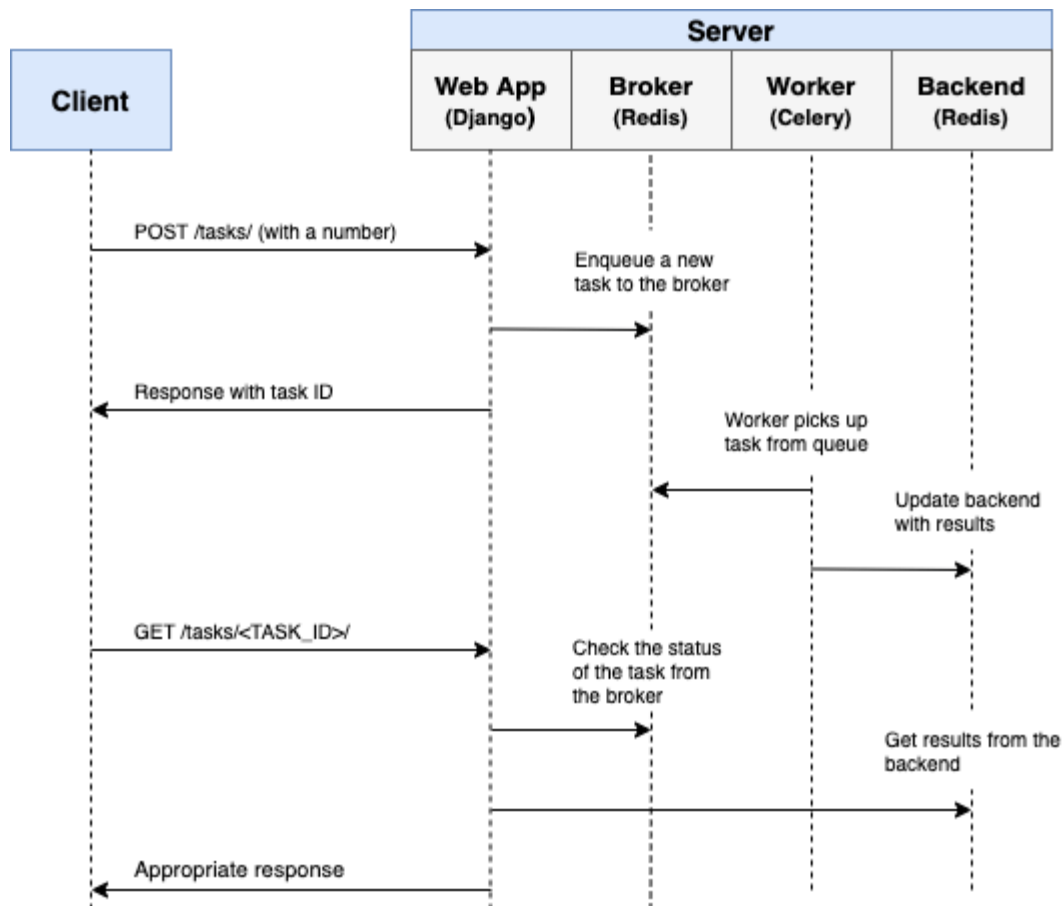 Server
Client
Web App
(Django)
Broker
(Redis)
Worker
(Celery)
Backend
(Redis)
POST /tasks/ (with a number)
Enqueue a new
task to the broker
Response with task ID
Worker picks up
task from queue
Update backend
with results
GET /tasks/<TASK_ID>/
Check the status
of the task from
the broker
Get results from the
backend
Appropriate response